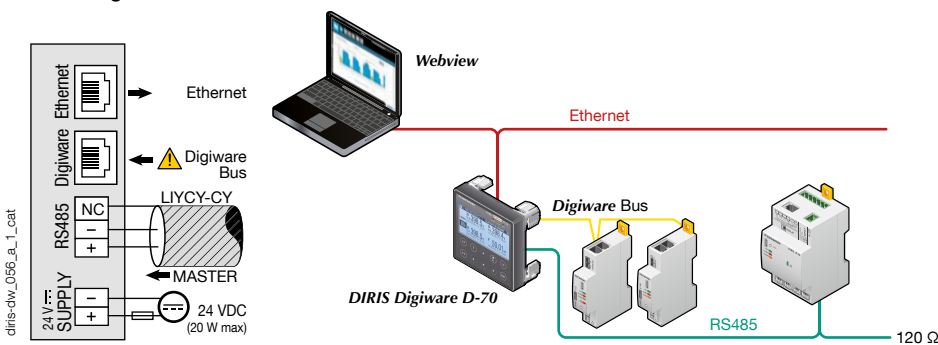 Ethernet
Ethernet
Digiware
Digiware
Bus
LIYCY-CY
RS485
NC
–
+
MASTER
24 V
SUPPLY
–
+
24 VDC
(20 W max)
diris-dw_056_a_1_cat
Webview
Ethernet
Digiware Bus
DIRIS Digiware D-70
RS485
120 Ω